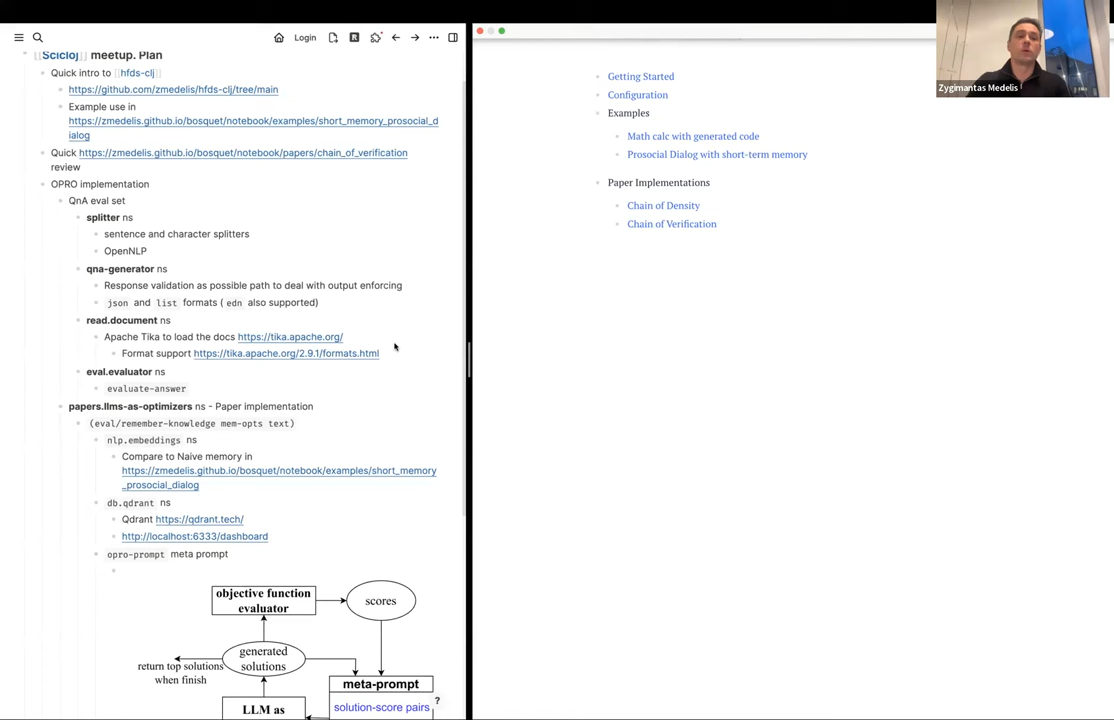 Login
[[Scicloj]] meetup. Plan
Quick intro to [[hfds-clj]]
https://github.com/zmedelis/hfds-clj/tree/main
Example use in
https://zmedelis.github.io/bosquet/notebook/examples/short_memory_prosocial_d
ialog
Quick https://zmedelis.github.io/bosquet/notebook/papers/chain_of_verification
review
OPRO implementation
QnA eval set
splitter ns
sentence and character splitters
OpenNLP
qna-generator ns
Response validation as possible path to deal with output enforcing
json and list formats ( edn also supported)
read.document ns
Apache Tika to load the docs https://tika.apache.org/
Format support https://tika.apache.org/2.9.1/formats.html
eval.evaluator ns
evaluate-answer
papers.llms-as-optimizers ns - Paper implementation
(eval/remember-knowledge mem-opts text)
nlp.embeddings ns
Compare to Naive memory in
https://zmedelis.github.io/bosquet/notebook/examples/short_memory
_prosocial_dialog
db.qdrant ns
Qdrant https://qdrant.tech/
http://localhost:6333/dashboard
opro-prompt meta prompt
objective function
evaluator
scores
generated
solutions
return top solutions
when finish
meta-prompt
solution-score pairs
LLM as
?
Getting Started
Configuration
Examples
Math calc with generated code
Prosocial Dialog with short-term memory
Paper Implementations
Chain of Density
Chain of Verification
Zygimantas Medelis